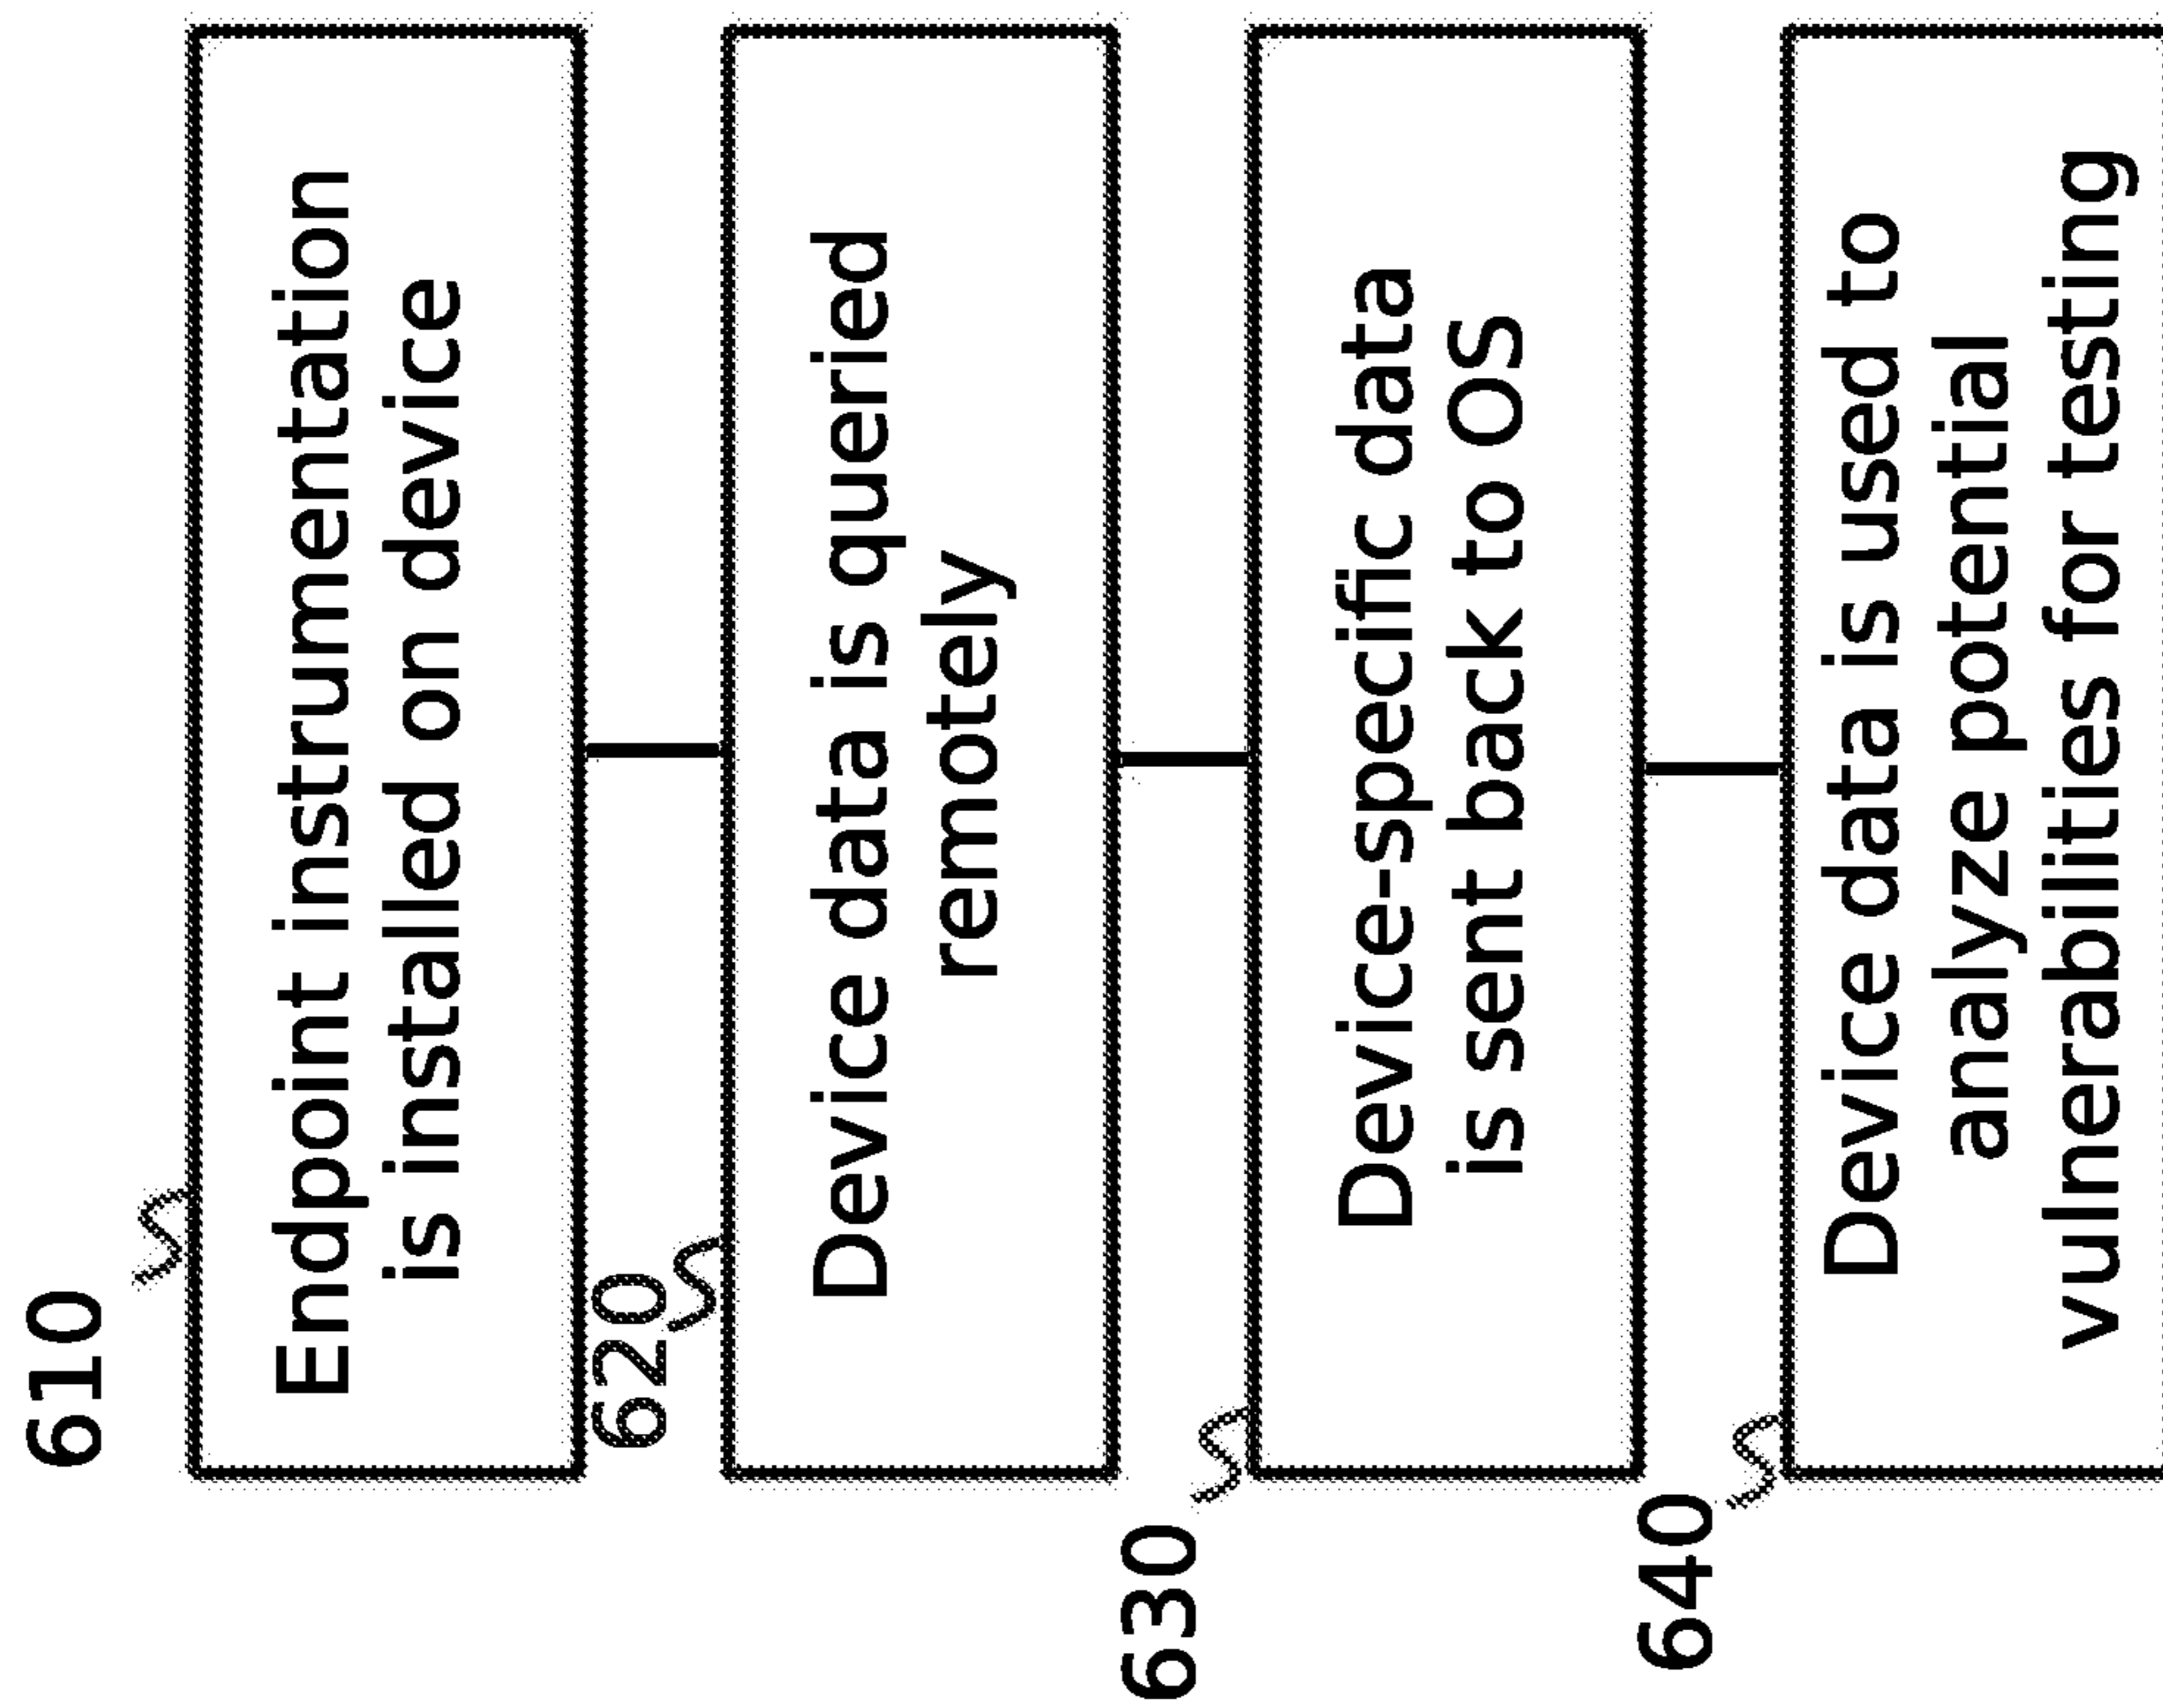 610
Endpoint instrumentation
is installed on device
620
Device data is queried
remotely
630
Device-specific data
is sent back to OS
640
Device data is used to
analyze potential
vulnerabilities for testing